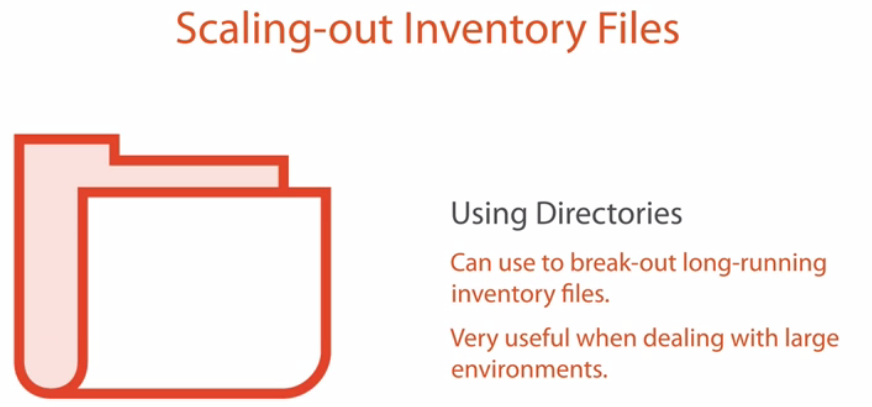 Scaling-out Inventory Files
Using Directories
Can use to break-out long-running
inventory files.
Very useful when dealing with large
environments.